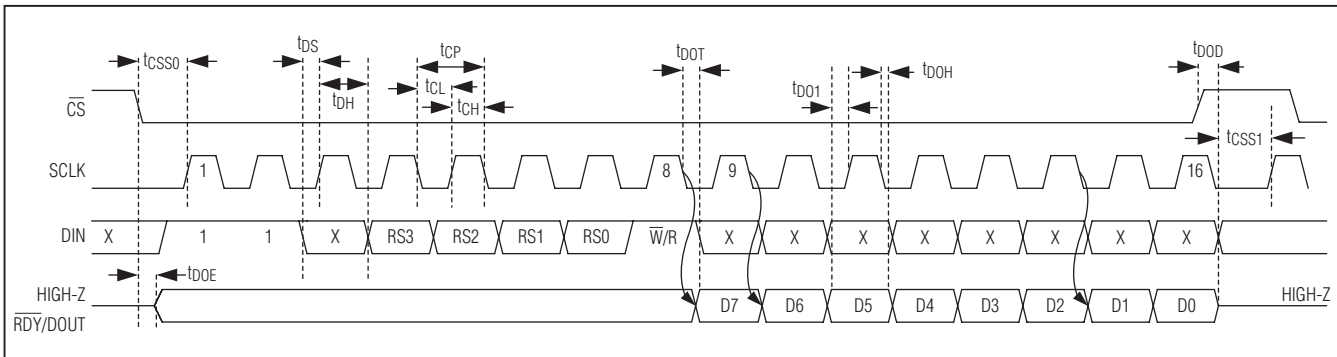 tCSS0 tDS tDH tCP tCL tCH tDOT tDO1 tDOH tDOD tCSS1
CS
SCLK 1 8 9 16
DIN X 1 1 X RS3 RS2 RS1 RS0 W/R X X X X X X X X
tDOE
HIGH-Z D7 D6 D5 D4 D3 D2 D1 D0 HIGH-Z
RDY/DOUT